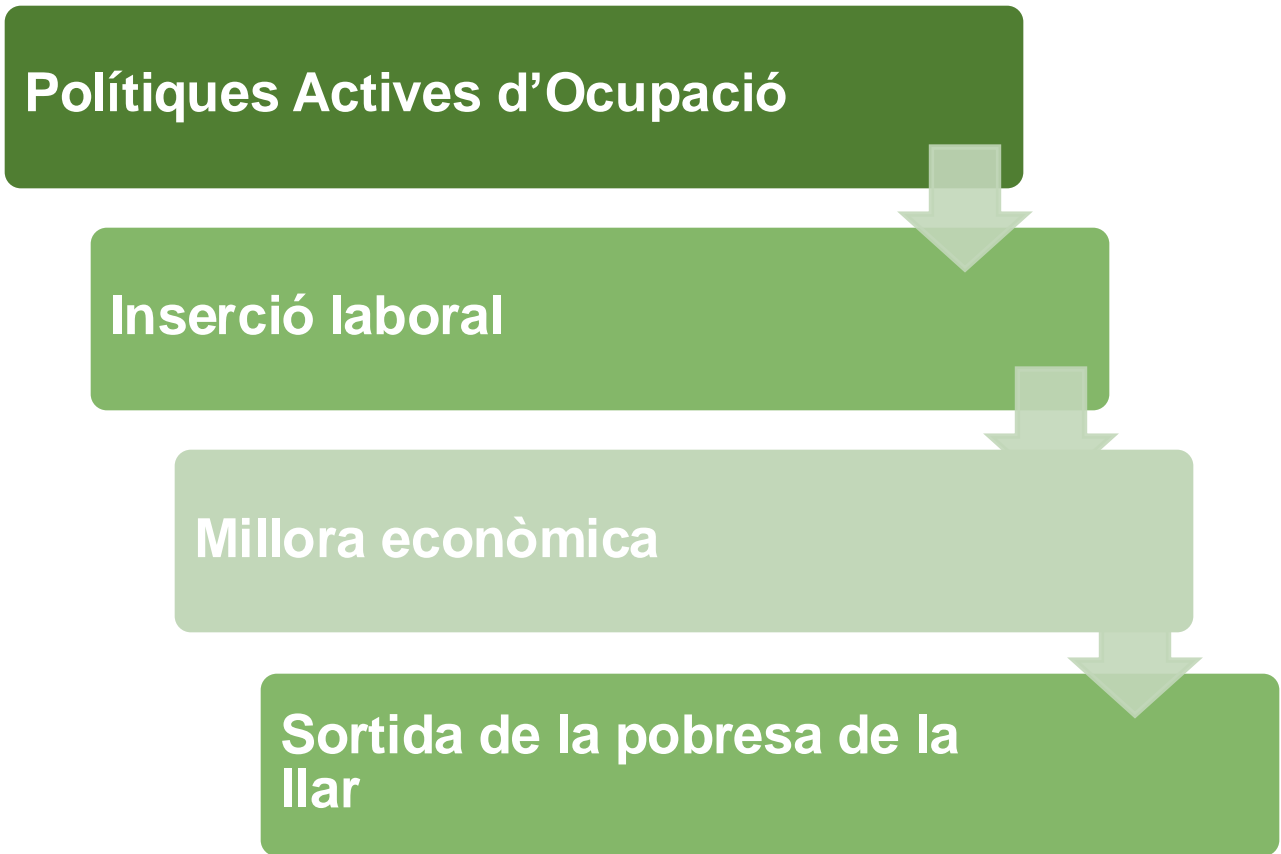 Polítiques Actives d’Ocupació
Inserció laboral
Millora econòmica
Sortida de la pobresa de la
llar